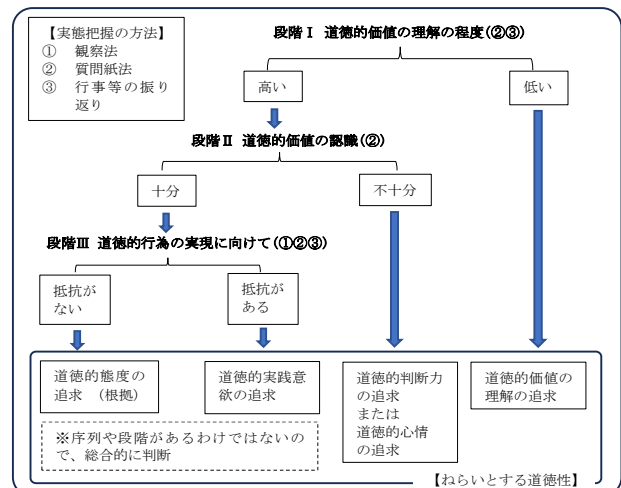 【実態把握の方法】
① 観察法
② 質問紙法
③ 行事等の振り
返り
段階Ⅰ 道徳的価値の理解の程度(②③)
高い
低い
段階Ⅱ 道徳的価値の認識(②)
十分
不十分
段階Ⅲ 道徳的行為の実現に向けて(①②③)
抵抗が
ない
抵抗が
ある
道徳的態度の
追求 (根拠)
道徳的実践意
欲の追求
道徳的判断力
の追求
または
道徳的心情
の追求
道徳的価値の
理解の追求
※序列や段階があるわけではないの
で、総合的に判断
【ねらいとする道徳性】